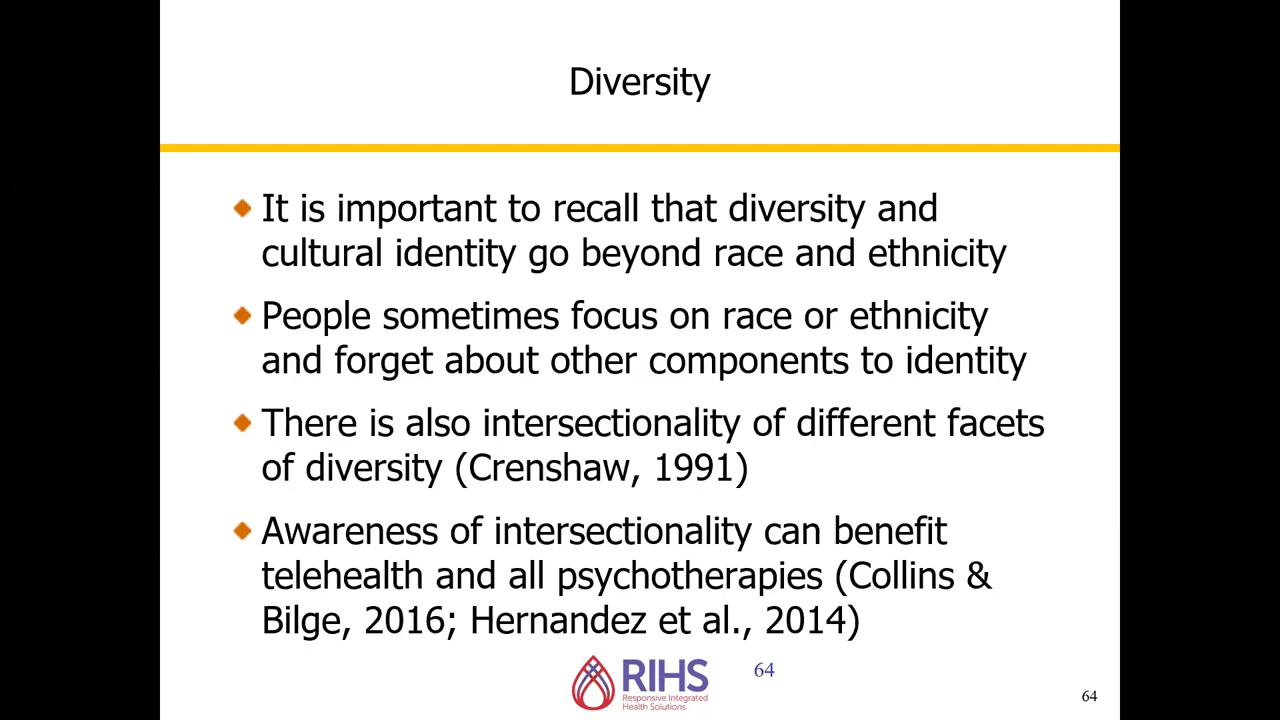 Diversity
It is important to recall that diversity and
cultural identity go beyond race and ethnicity
People sometimes focus on race or ethnicity
and forget about other components to identity
There is also intersectionality of different facets
of diversity (Crenshaw, 1991)
Awareness of intersectionality can benefit
telehealth and all psychotherapies (Collins &
Bilge, 2016; Hernandez et al., 2014)
RIHS
Responsive Integrated
Health Solutions
64
64